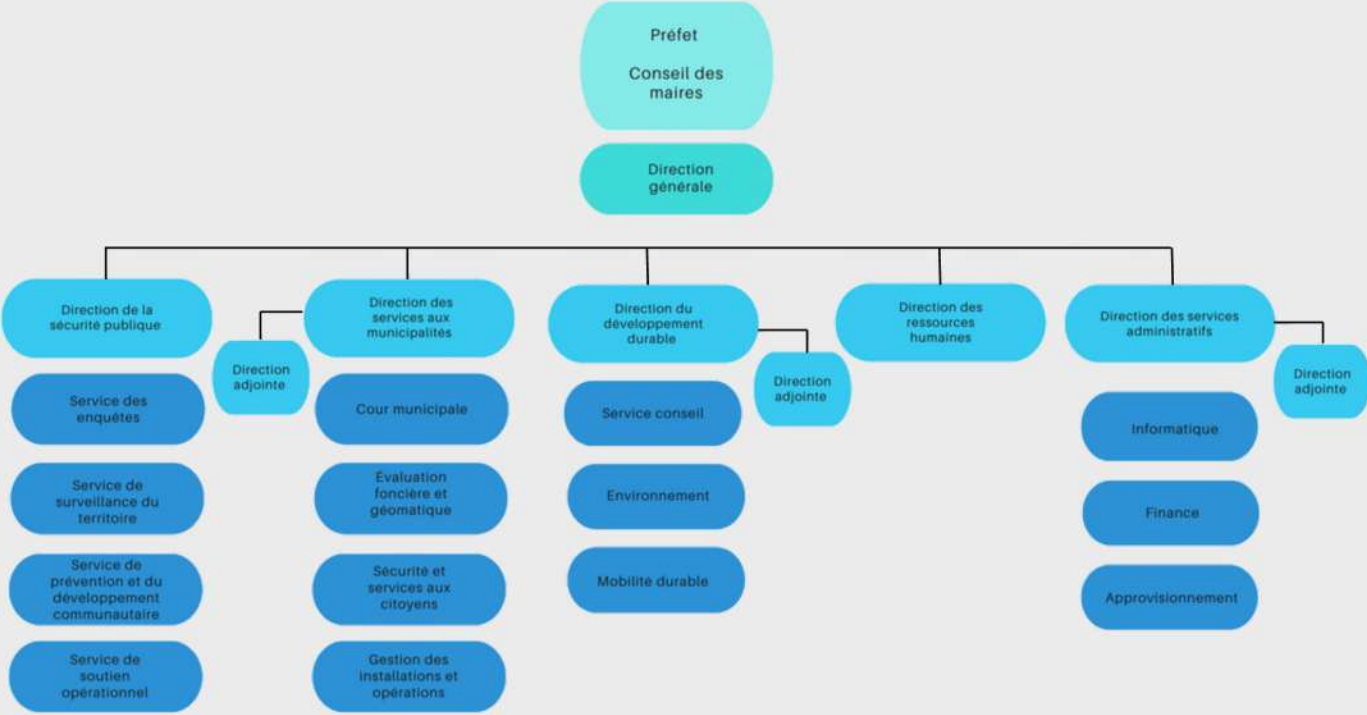 Préfet
Conseil des
maires
Direction
générale
Direction de la
sécurité publique
Service des
enquêtes
Service de
surveillance du
territoire
Service de
prévention et du
développement
communautaire
Service de
soutien
opérationnel
Direction des
services aux
municipalités
Direction
adjointe
Cour municipale
Évaluation
foncière et
géomatique
Sécurité et
services aux
citoyens
Gestion des
installations et
opérations
Direction du
développement
durable
Direction
adjointe
Service conseil
Environnement
Mobilité durable
Direction des
ressources
humaines
Direction des services
administratifs
Direction
adjointe
Informatique
Finance
Approvisionnement